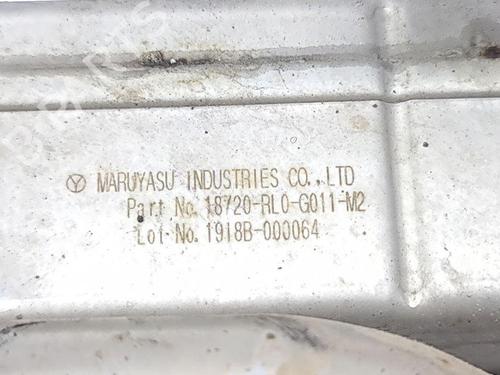 MARUYASU INDUSTRIES CO.,LTD
Part No. 18720-RL0-G011-M2
Lot No. 1918B-000064